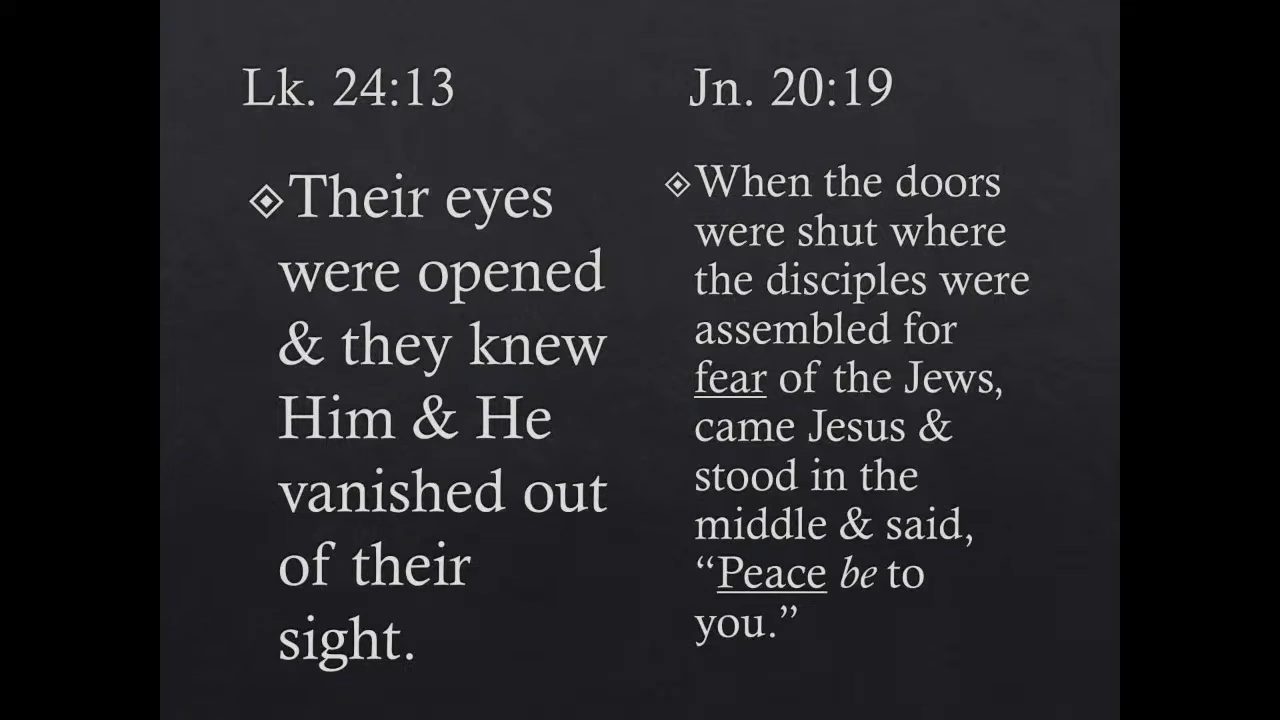 Lk. 24:13
Their eyes
were opened
& they knew
Him & He
vanished out
of their
sight.
Jn. 20:19
When the doors
were shut where
the disciples were
assembled for
fear of the Jews,
came Jesus &
stood in the
middle & said,
“Peace be to
you.”